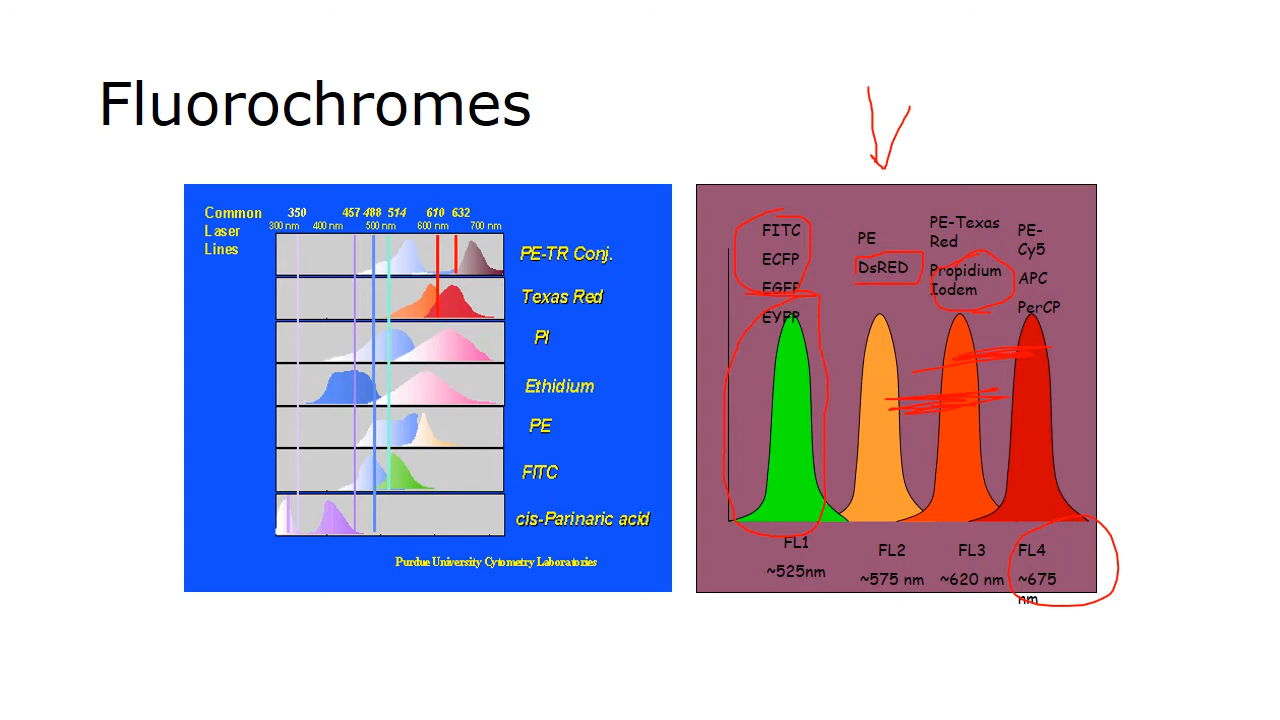 Fluorochromes
Common
Laser
Lines
350 457 488 514 610 632
300 nm 400 nm 500 nm 600 nm 700 nm
PE-TR Conj.
Texas Red
PI
Ethidium
PE
FITC
cis-Parinaric acid
Purdue University Cytometry Laboratories
FITC
ECFP
EGFP
EYFP
PE
DsRED
PE-Texas
Red
Propidium
Iodem
PE-
Cy5
APC
PerCP
FL1
~525nm
FL2
~575 nm
FL3
~620 nm
FL4
~675
nm